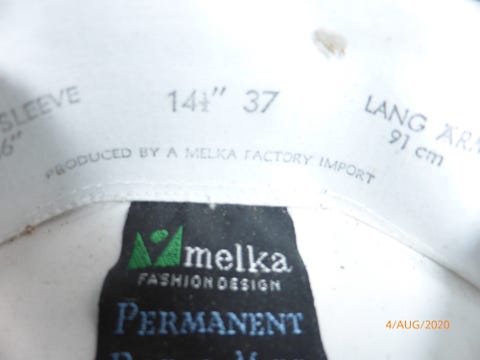 SLEEVE 14½" 37 LANG ÄRM
6" 91 cm
PRODUCED BY A MELKA FACTORY IMPORT
melka
FASHION DESIGN
PERMANENT
4/AUG/2020